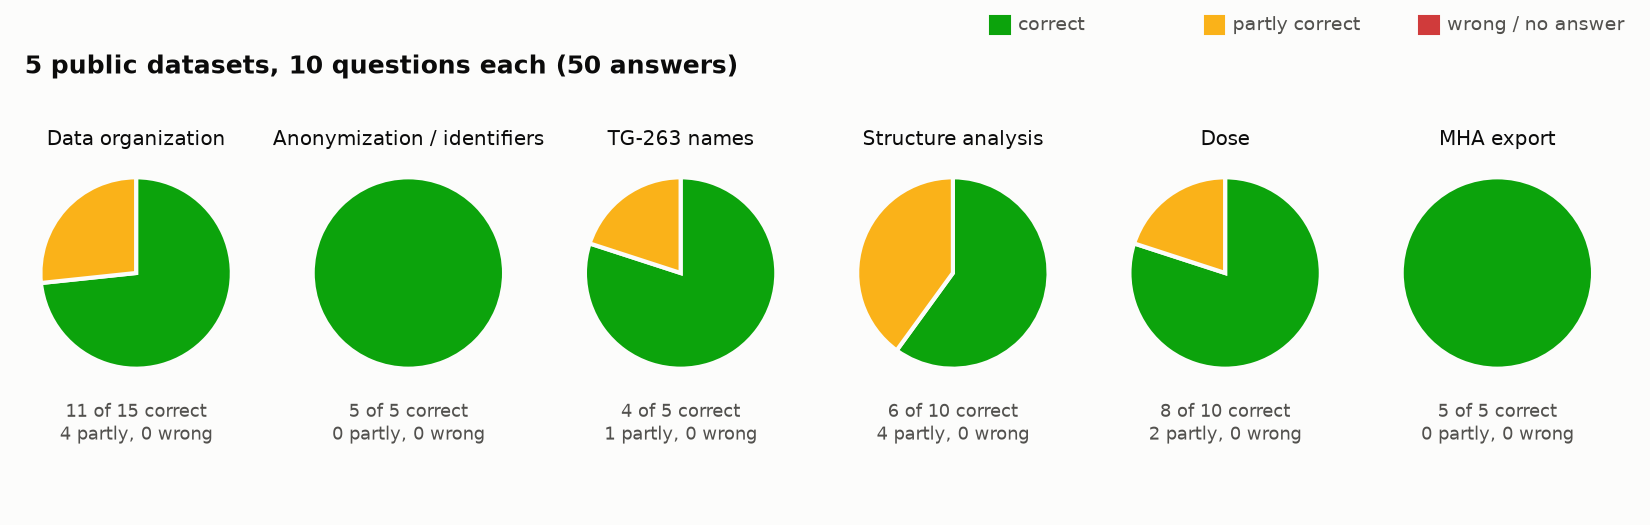 correct
partly correct
wrong / no answer
5 public datasets, 10 questions each (50 answers)
Data organization
Anonymization / identifiers
TG-263 names
Structure analysis
Dose
MHA export
11 of 15 correct
4 partly, 0 wrong
5 of 5 correct
0 partly, 0 wrong
4 of 5 correct
1 partly, 0 wrong
6 of 10 correct
4 partly, 0 wrong
8 of 10 correct
2 partly, 0 wrong
5 of 5 correct
0 partly, 0 wrong